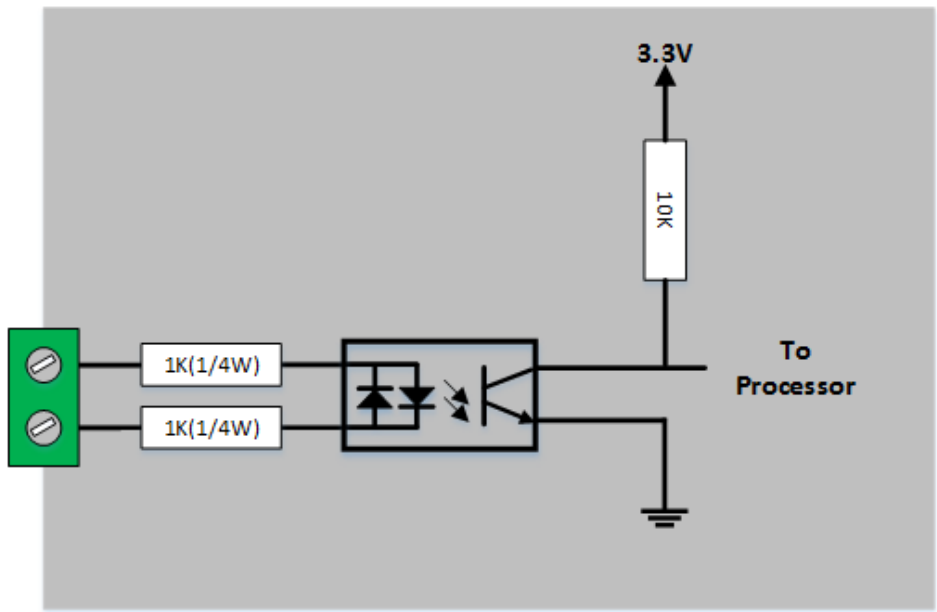 3.3V
10K
1K(1/4W)
1K(1/4W)
To
Processor